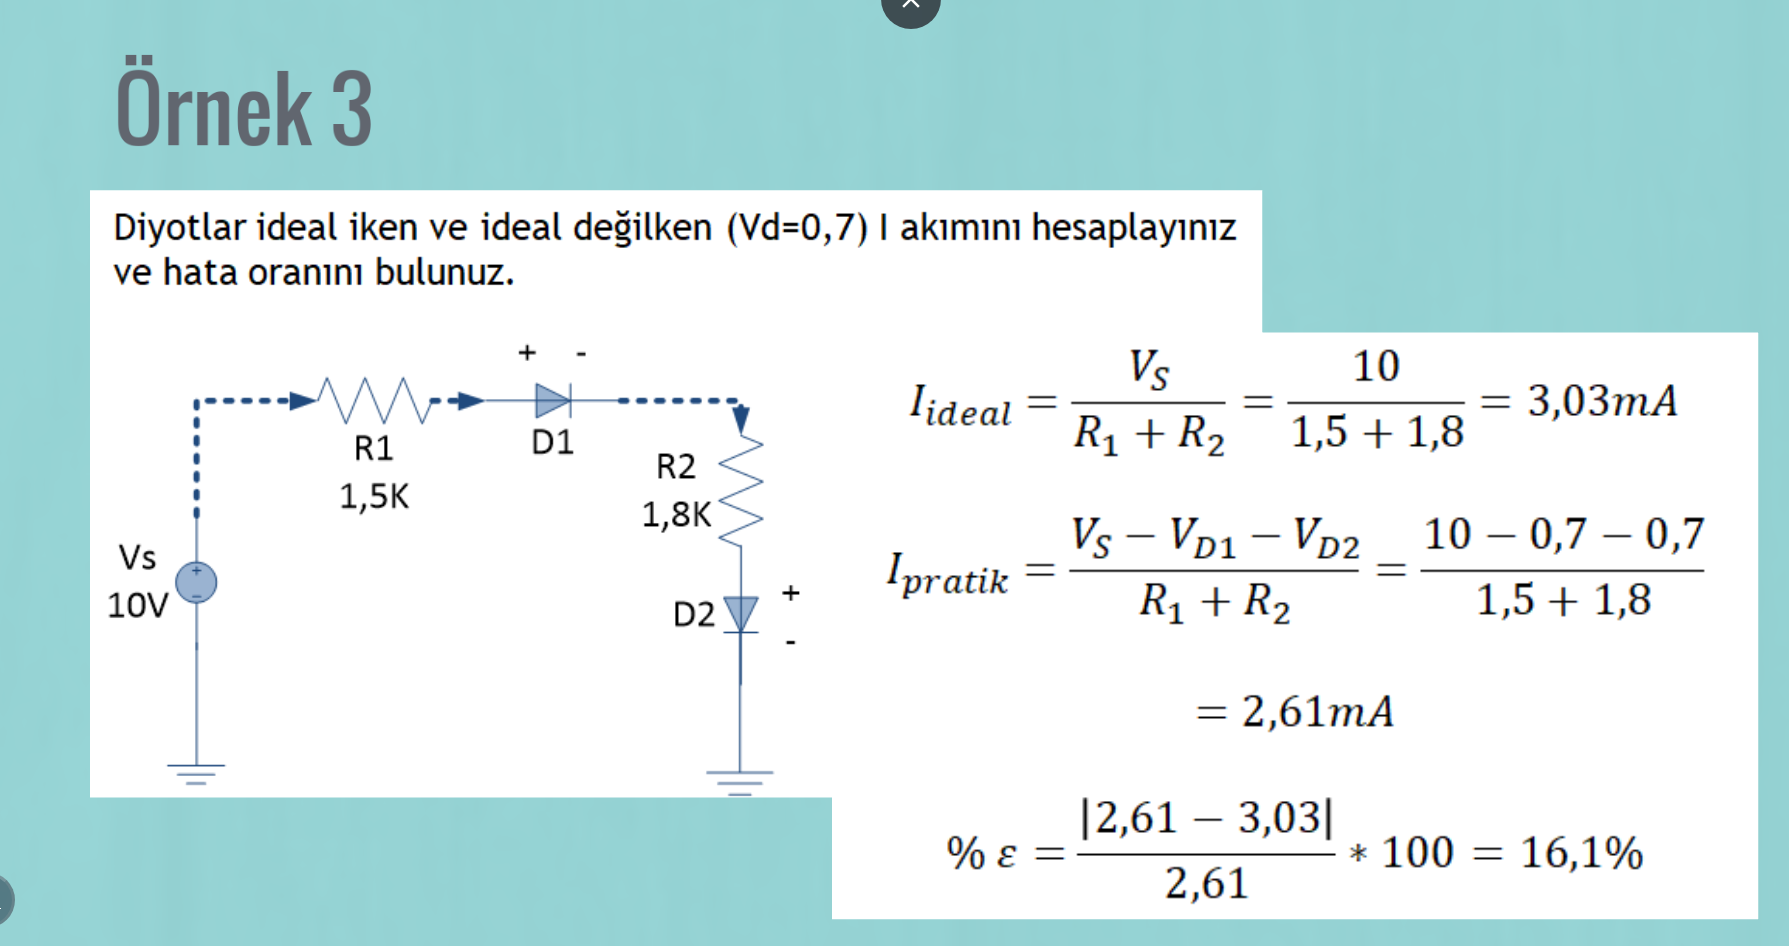 Örnek 3
Diyotlar ideal iken ve ideal değilken (Vd=0,7) I akımını hesaplayınız
ve hata oranını bulunuz.
+ -
R1
1,5K
D1
R2
1,8K
Vs
10V
+
-
D2
+
-
I_ideal = V_S / (R_1 + R_2) = 10 / (1,5 + 1,8) = 3,03mA
I_pratik = (V_S − V_D1 − V_D2) / (R_1 + R_2) = (10 − 0,7 − 0,7) / (1,5 + 1,8)
= 2,61mA
% ε = |2,61 − 3,03| / 2,61 * 100 = 16,1%